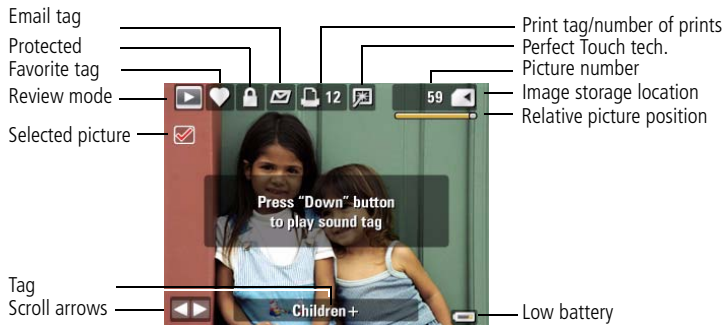 Email tag
Protected
Favorite tag
Review mode
Selected picture
Print tag/number of prints
Perfect Touch tech.
Picture number
Image storage location
Relative picture position
12
59
Press “Down” button
to play sound tag
Tag
Scroll arrows
Children+
Low battery